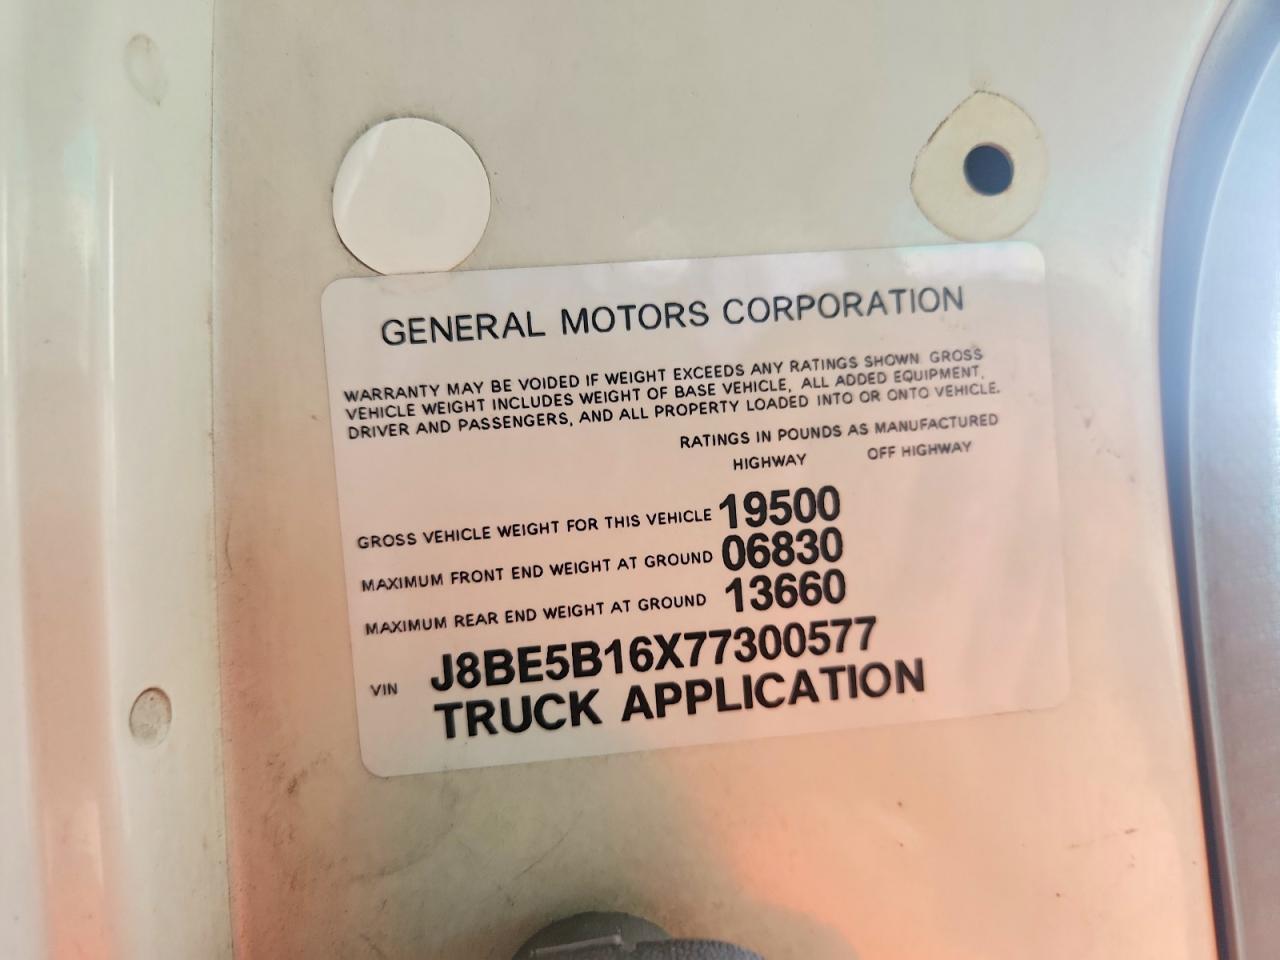 GENERAL MOTORS CORPORATION
WARRANTY MAY BE VOIDED IF WEIGHT EXCEEDS ANY RATINGS SHOWN GROSS
VEHICLE WEIGHT INCLUDES WEIGHT OF BASE VEHICLE, ALL ADDED EQUIPMENT,
DRIVER AND PASSENGERS, AND ALL PROPERTY LOADED INTO OR ONTO VEHICLE.
RATINGS IN POUNDS AS MANUFACTURED
HIGHWAY OFF HIGHWAY
GROSS VEHICLE WEIGHT FOR THIS VEHICLE 19500
MAXIMUM FRONT END WEIGHT AT GROUND 06830
MAXIMUM REAR END WEIGHT AT GROUND 13660
VIN J8BE5B16X77300577
TRUCK APPLICATION